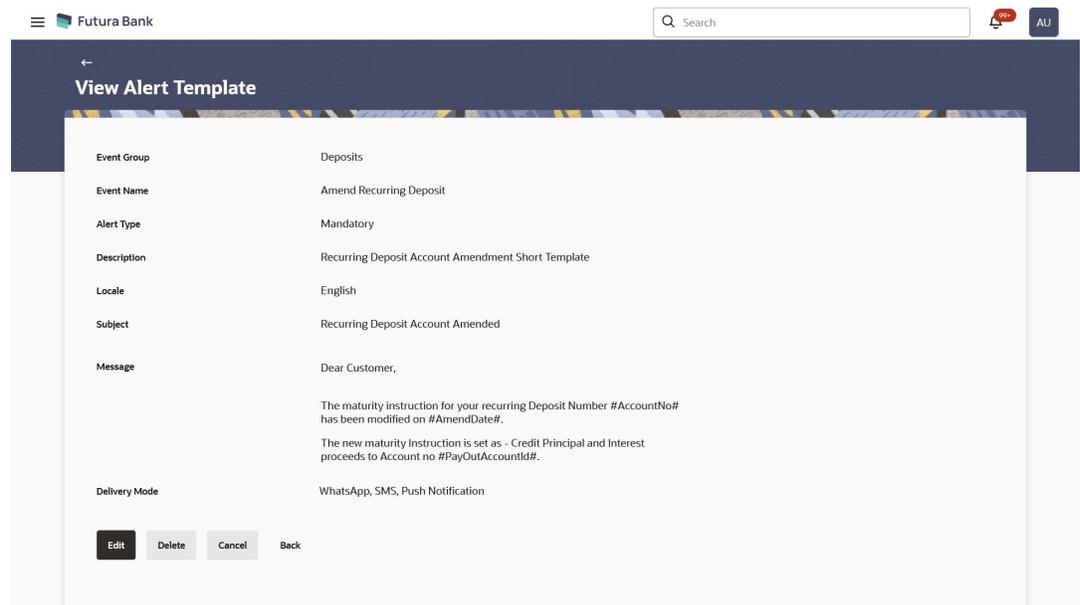 Futura Bank
Search
99+
AU
View Alert Template
Event Group Deposits
Event Name Amend Recurring Deposit
Alert Type Mandatory
Description Recurring Deposit Account Amendment Short Template
Locale English
Subject Recurring Deposit Account Amended
Message Dear Customer,
The maturity instruction for your recurring Deposit Number #AccountNo#
has been modified on #AmendDate#.
The new maturity Instruction is set as - Credit Principal and Interest
proceeds to Account no #PayOutAccountId#.
Delivery Mode WhatsApp, SMS, Push Notification
Edit Delete Cancel Back